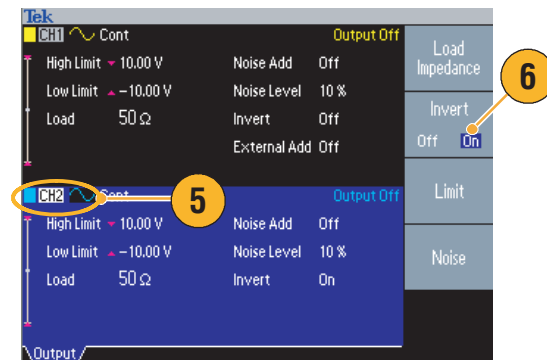 Tek
CH1 Cont Output Off
High Limit 10.00 V Noise Add Off
Low Limit –10.00 V Noise Level 10 %
Load 50 Ω Invert Off
External Add Off
CH2 Cont Output Off
High Limit 10.00 V Noise Add Off
Low Limit –10.00 V Noise Level 10 %
Load 50 Ω Invert On
Output
Load
Impedance
Invert
Off On
Limit
Noise
5
6